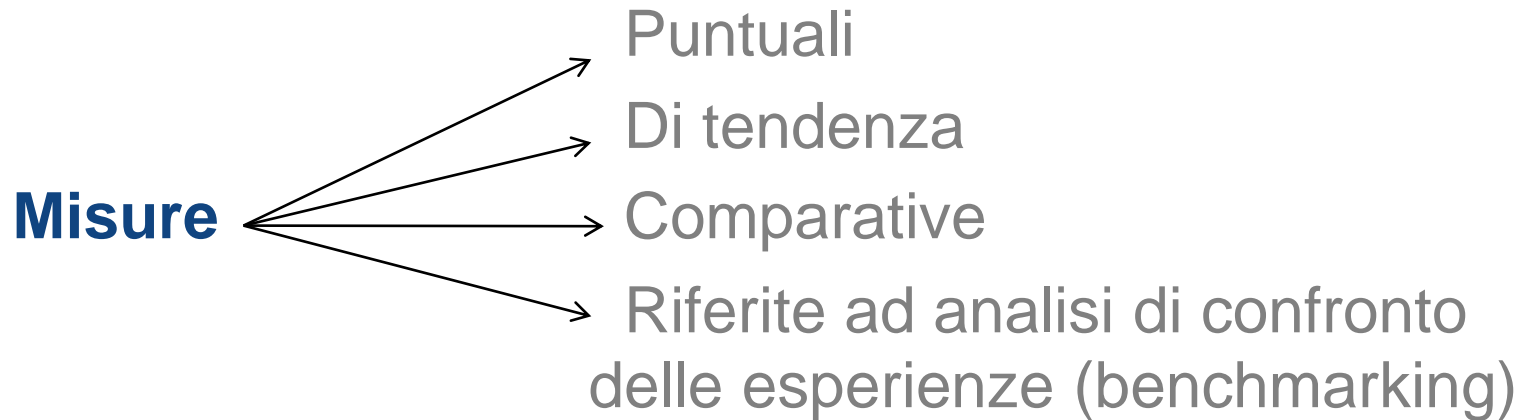 Puntuali
Di tendenza
Misure
Comparative
Riferite ad analisi di confronto
delle esperienze (benchmarking)